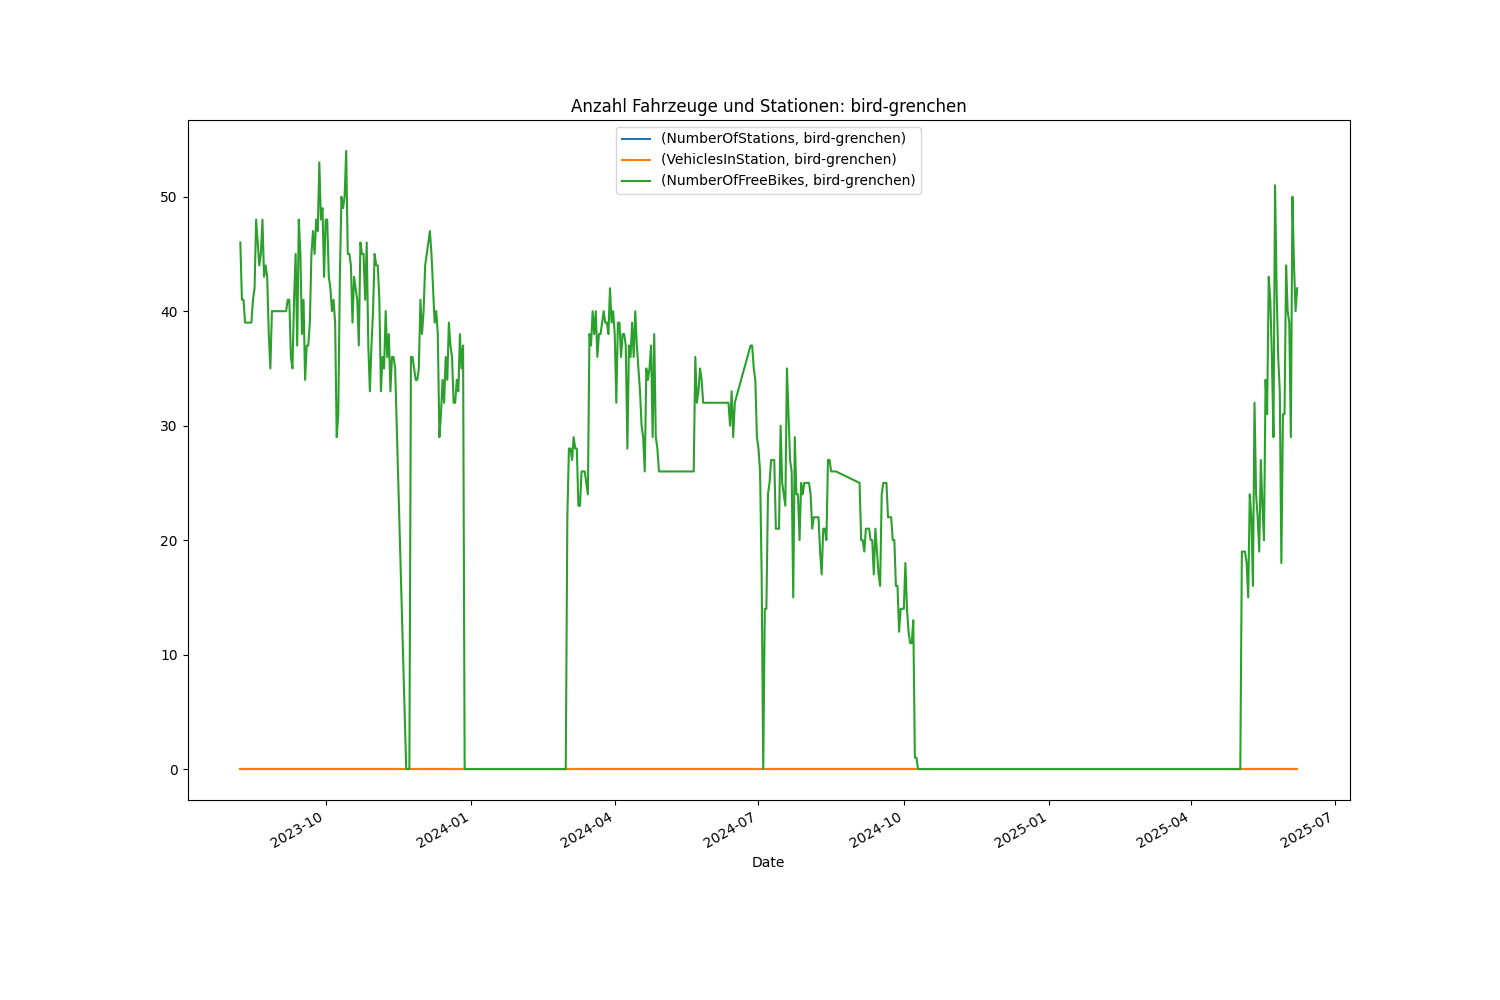 Anzahl Fahrzeuge und Stationen: bird-grenchen
(NumberOfStations, bird-grenchen)
(VehiclesInStation, bird-grenchen)
(NumberOfFreeBikes, bird-grenchen)
50
40
30
20
10
0
2023-10
2024-01
2024-04
2024-07
2024-10
2025-01
2025-04
2025-07
Date